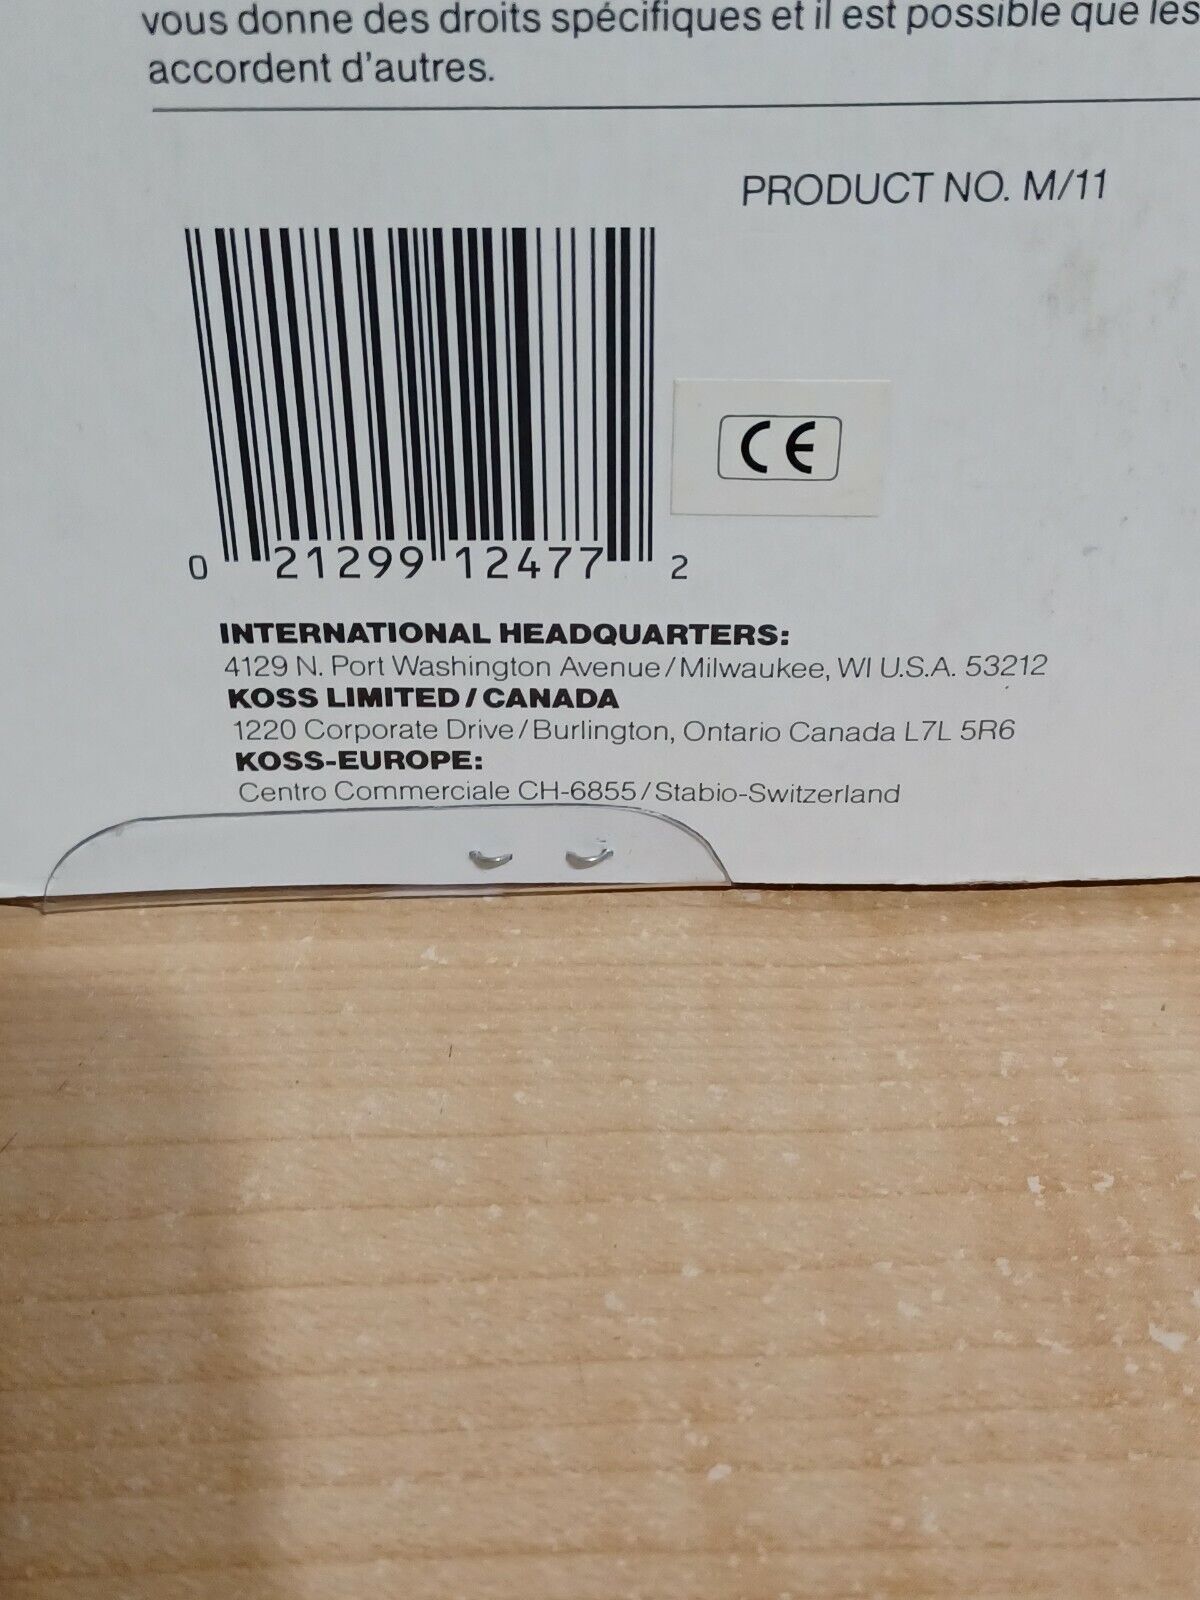 vous donne des droits spécifiques et il est possible que les
accordent d'autres.
PRODUCT NO. M/11
CE
0 21299 12477 2
INTERNATIONAL HEADQUARTERS:
4129 N. Port Washington Avenue/Milwaukee, WI U.S.A. 53212
KOSS LIMITED/CANADA
1220 Corporate Drive/Burlington, Ontario Canada L7L 5R6
KOSS-EUROPE:
Centro Commerciale CH-6855/Stabio-Switzerland